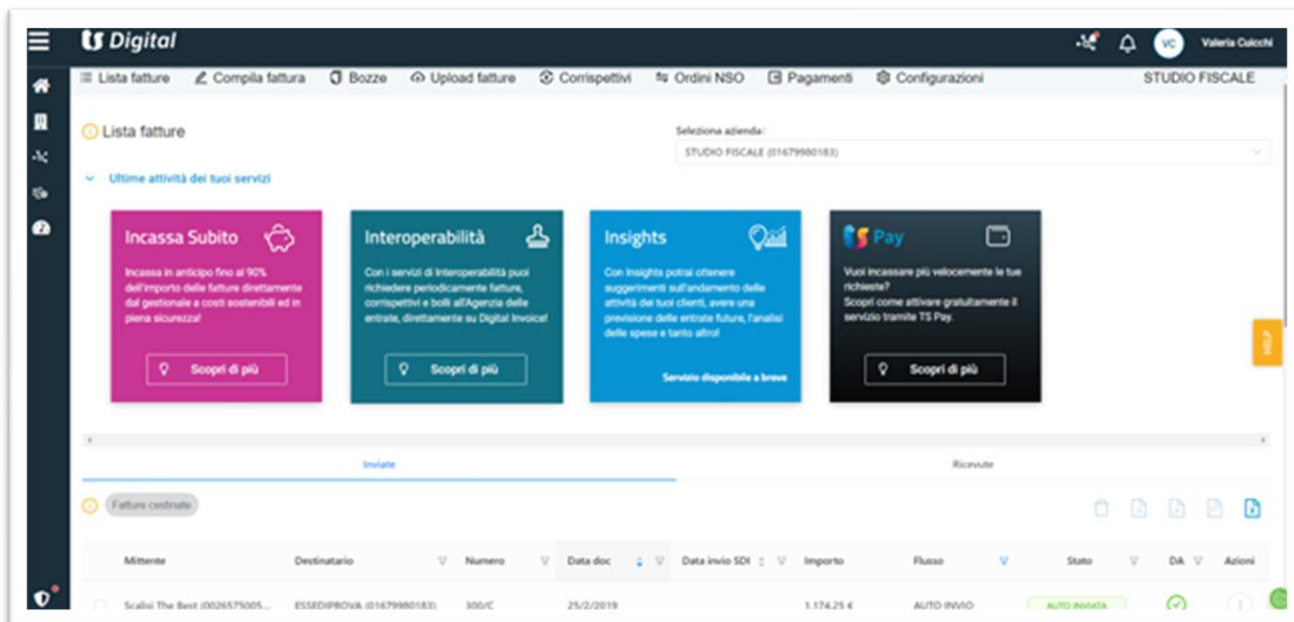 TS Digital
VC
Valeria Cuicchi
Lista fatture
Compila fattura
Bozze
Upload fatture
Corrispettivi
Ordini NSO
Pagamenti
Configurazioni
STUDIO FISCALE
Lista fatture
Seleziona azienda:
STUDIO FISCALE (01679980183)
Ultime attività dei tuoi servizi
Incassa Subito
Incassa in anticipo fino al 90%
dell'importo delle fatture direttamente
dal gestionale a costi sostenibili ed in
piena sicurezza!
Scopri di più
Interoperabilità
Con i servizi di Interoperabilità puoi
richiedere periodicamente fatture,
corrispettivi e bolli all'Agenzia delle
entrate, direttamente su Digital Invoice!
Scopri di più
Insights
Con Insights potrai ottenere
suggerimenti sull'andamento delle
attività dei tuoi clienti, avere una
previsione delle entrate future, l'analisi
delle spese e tanto altro!
Servizio disponibile a breve
TS Pay
Vuoi incassare più velocemente le tue
richieste?
Scopri come attivare gratuitamente il
servizio tramite TS Pay.
Scopri di più
HELP
Inviate
Ricevute
Fatture cestinate
Mittente
Destinatario
Numero
Data doc
Data invio SDI
Importo
Flusso
Stato
DA
Azioni
Scalisi The Best (0026575005...
ESSEDIPROVA (01679980183)
300/C
25/2/2019
1.174,25 €
AUTO INVIO
AUTO INVIATA